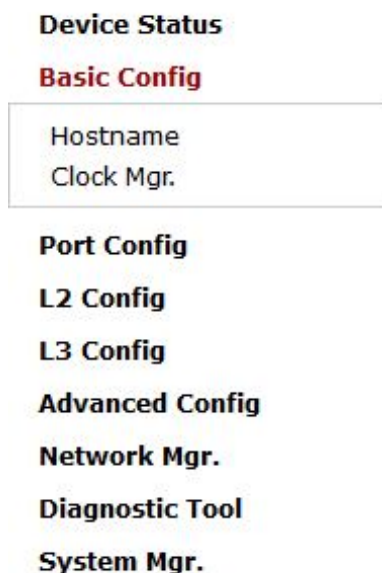 Device Status
Basic Config
Hostname
Clock Mgr.
Port Config
L2 Config
L3 Config
Advanced Config
Network Mgr.
Diagnostic Tool
System Mgr.